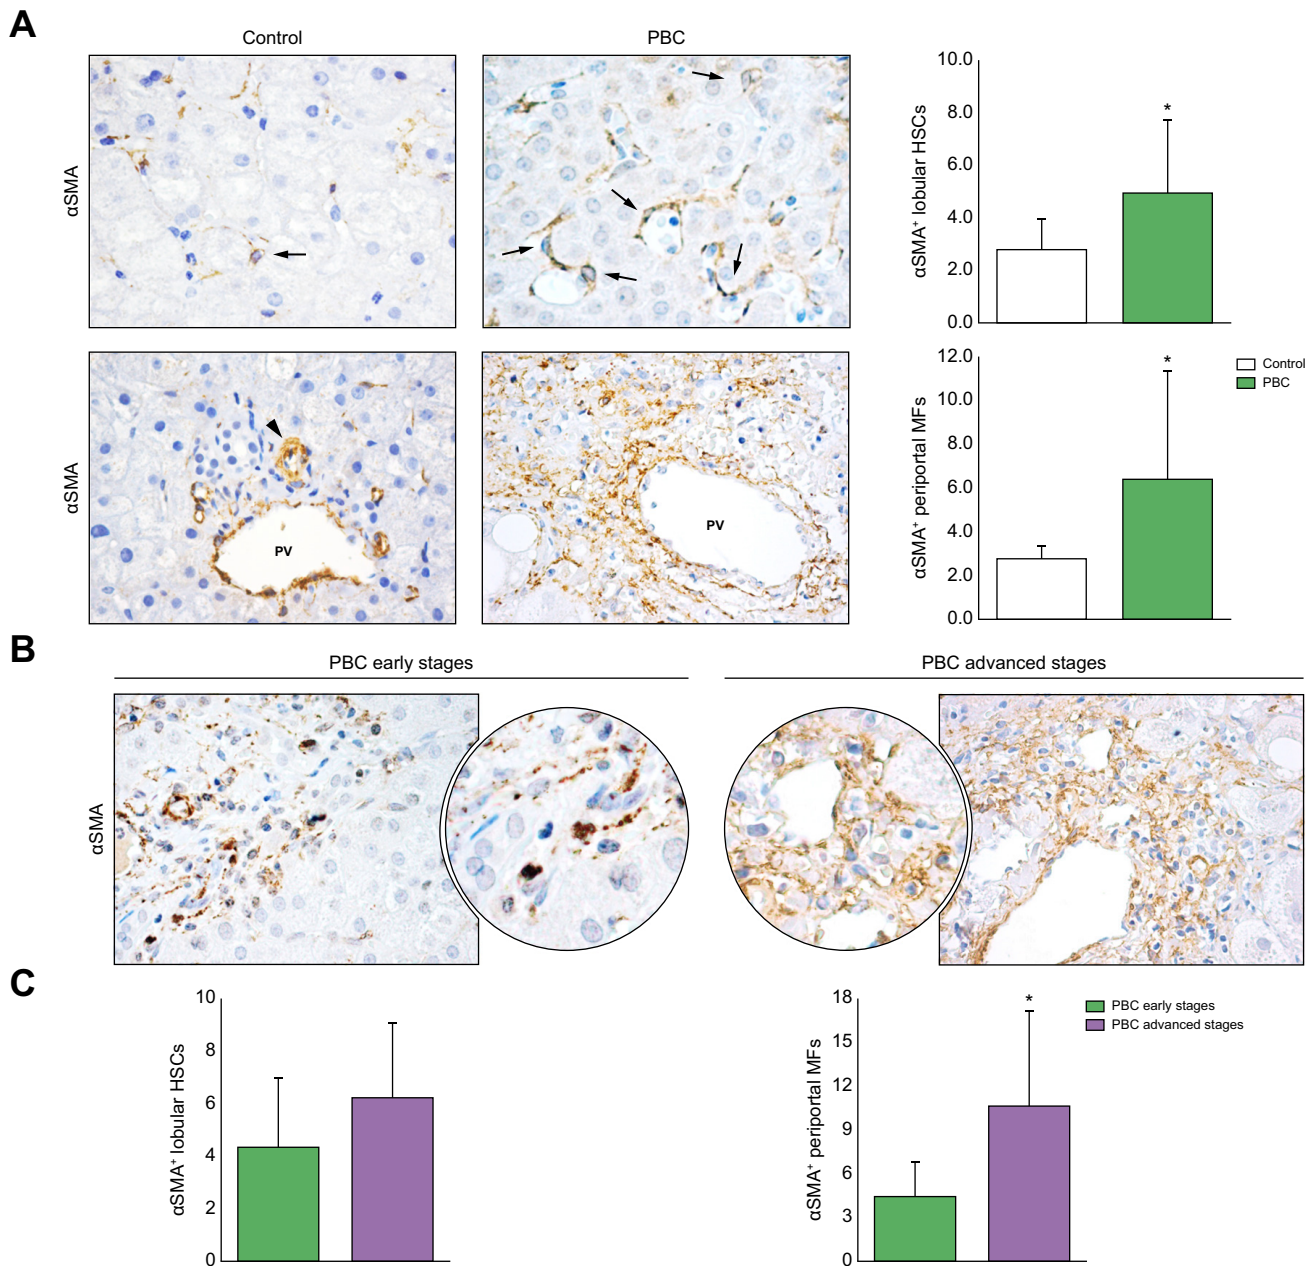 A
Control
PBC
αSMA
αSMA⁺ lobular HSCs
10.0
8.0
6.0
4.0
2.0
0.0
*
αSMA
PV
PV
αSMA⁺ periportal MFs
12.0
10.0
8.0
6.0
4.0
2.0
0.0
*
Control
PBC
B
PBC early stages
PBC advanced stages
αSMA
C
αSMA⁺ lobular HSCs
10
8
6
4
2
0
αSMA⁺ periportal MFs
18
15
12
9
6
3
0
*
PBC early stages
PBC advanced stages